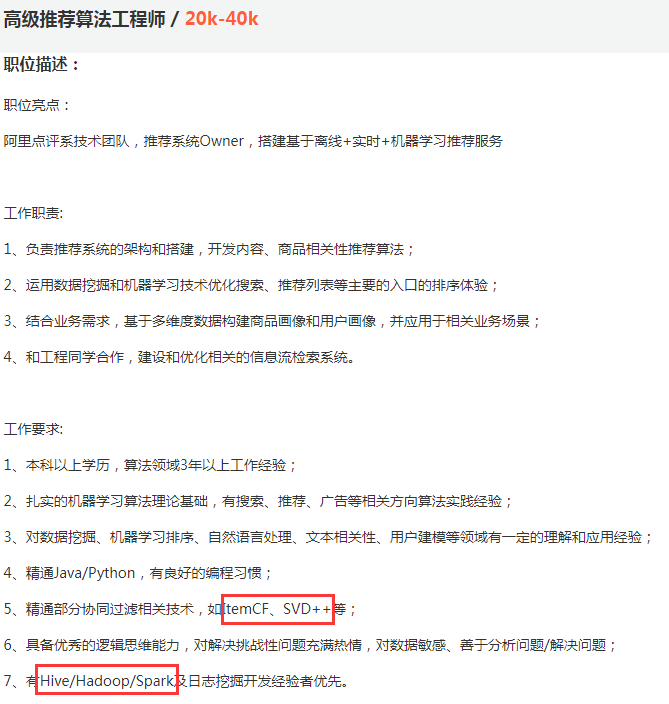 高级推荐算法工程师 / 20k-40k
职位描述：
职位亮点：
阿里点评系技术团队，推荐系统Owner，搭建基于离线+实时+机器学习推荐服务
工作职责:
1、负责推荐系统的架构和搭建，开发内容、商品相关性推荐算法；
2、运用数据挖掘和机器学习技术优化搜索、推荐列表等主要的入口的排序体验；
3、结合业务需求，基于多维度数据构建商品画像和用户画像，并应用于相关业务场景；
4、和工程同学合作，建设和优化相关的信息流检索系统。
工作要求:
1、本科以上学历，算法领域3年以上工作经验；
2、扎实的机器学习算法理论基础，有搜索、推荐、广告等相关方向算法实践经验；
3、对数据挖掘、机器学习排序、自然语言处理、文本相关性、用户建模等领域有一定的理解和应用经验；
4、精通Java/Python，有良好的编程习惯；
5、精通部分协同过滤相关技术，如ItemCF、SVD++等；
6、具备优秀的逻辑思维能力，对解决挑战性问题充满热情，对数据敏感、善于分析问题/解决问题；
7、有Hive/Hadoop/Spark及日志挖掘开发经验者优先。